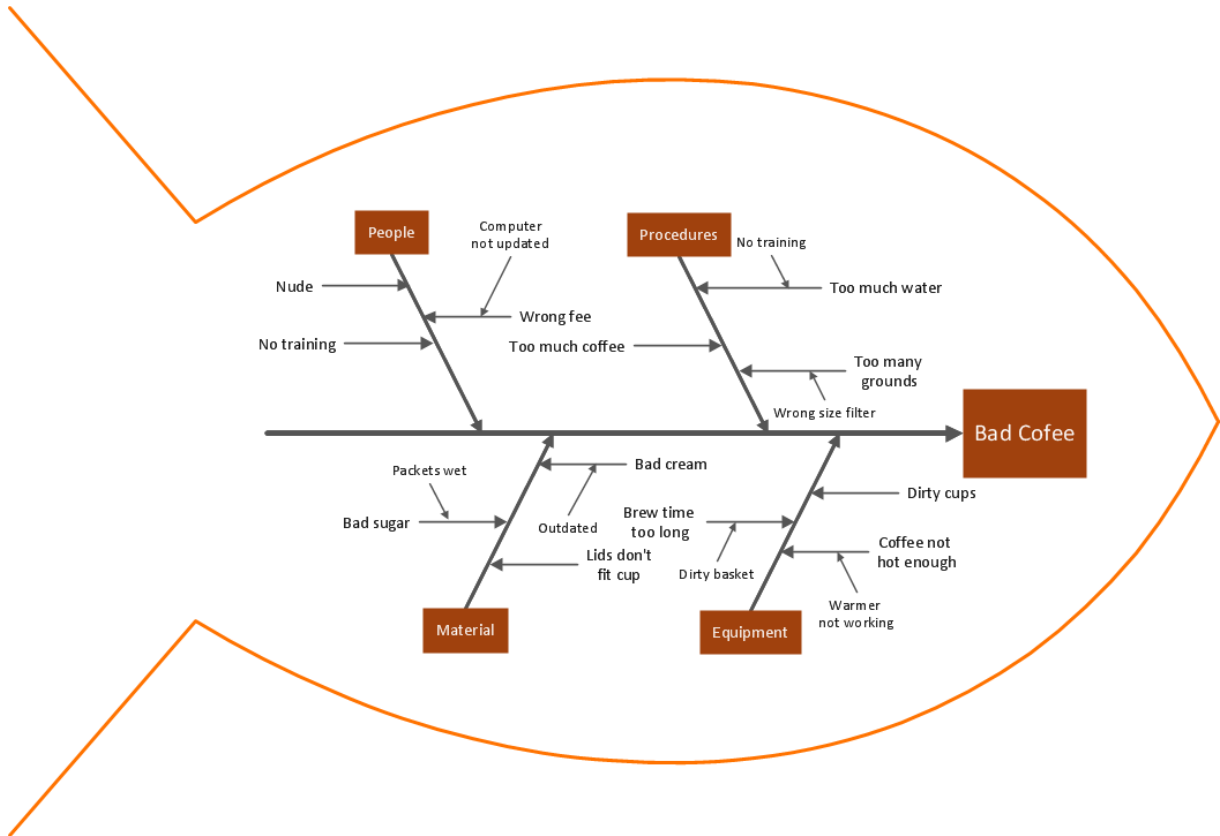 People
Computer
not updated
Procedures
No training
Nude
Too much water
Wrong fee
No training
Too much coffee
Too many
grounds
Wrong size filter
Bad Cofee
Packets wet
Bad cream
Dirty cups
Bad sugar
Outdated
Brew time
too long
Lids don't
fit cup
Dirty basket
Coffee not
hot enough
Warmer
not working
Material
Equipment